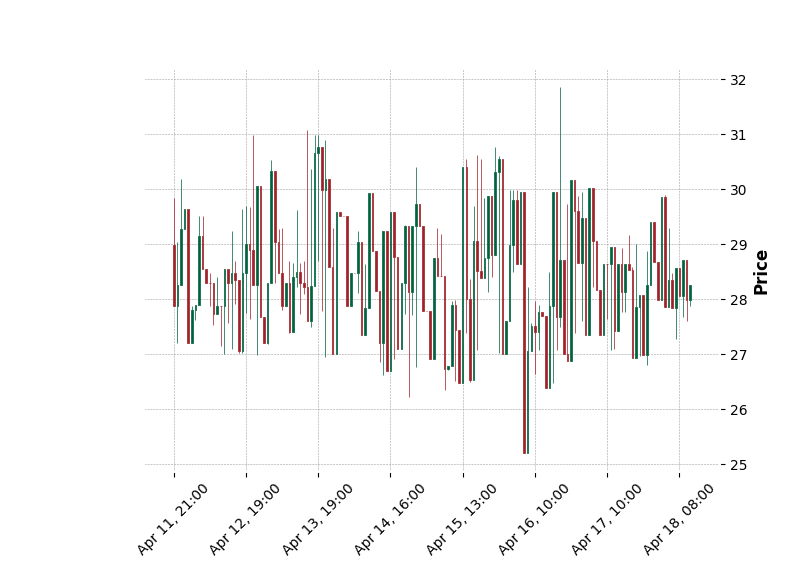 32
31
30
29
28
27
26
25
Price
Apr 11, 21:00
Apr 12, 19:00
Apr 13, 19:00
Apr 14, 16:00
Apr 15, 13:00
Apr 16, 10:00
Apr 17, 10:00
Apr 18, 08:00